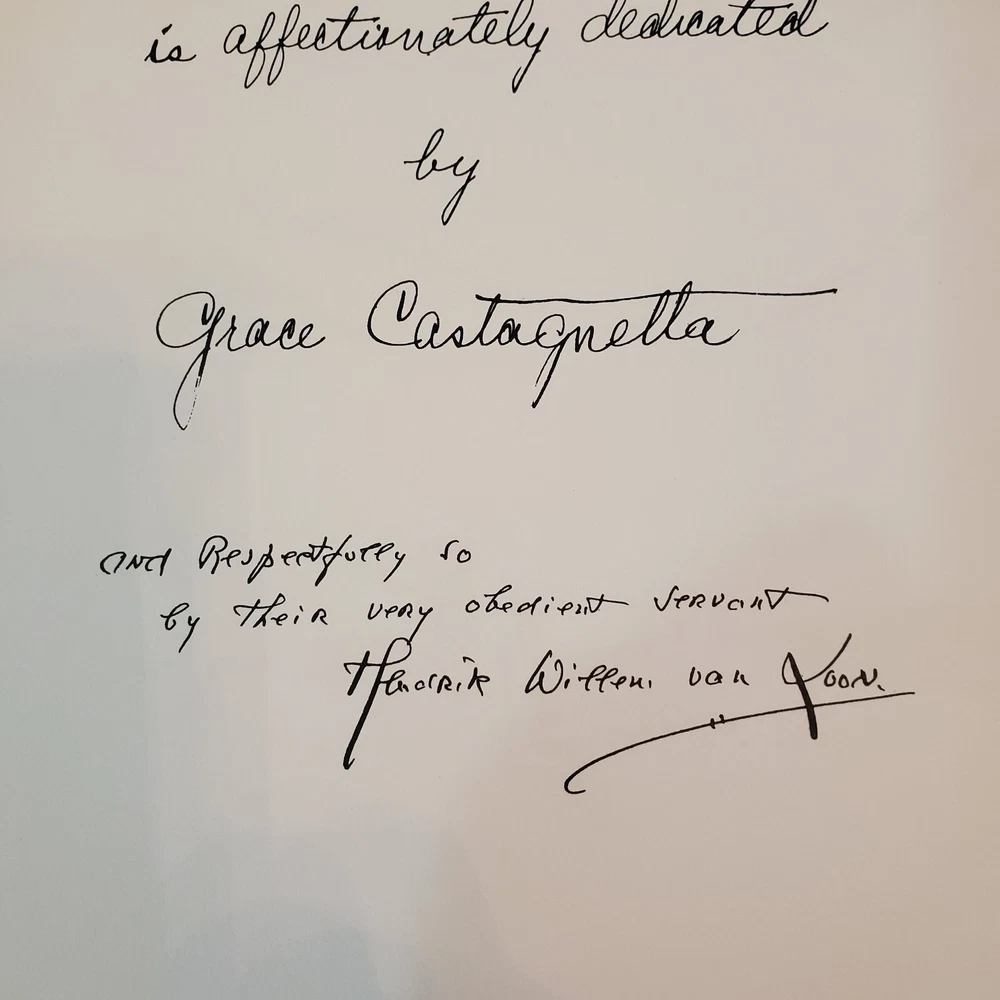 is affectionately dedicated
by
Grace Castagnetta
and Respectfully so
by their very obedient servant
Hendrik Willem van Loon.